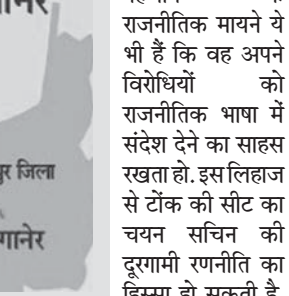 राजनीतिक मायने ये
भी हैं कि वह अपने
विरोधियों को
राजनीतिक भाषा में
संदेश देने का साहस
रखता हो. इस लिहाज
से टोंक की सीट का
चयन सचिन की
दूरगामी रणनीति का
हिस्सा हो सकती है.
जिला
गानेर